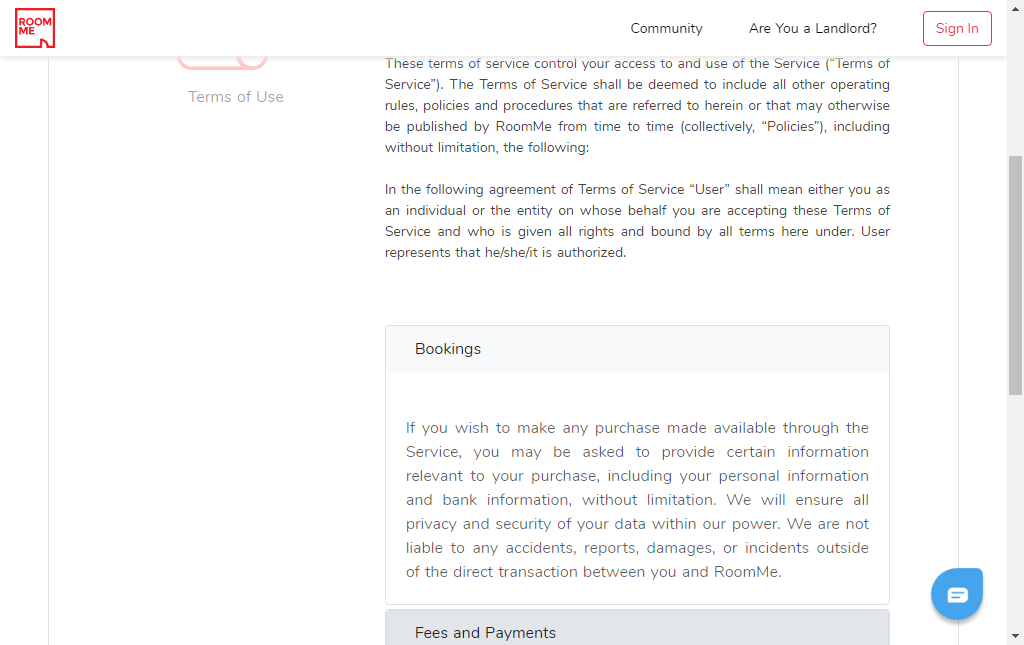 ROOM
ME
Community
Are You a Landlord?
Sign In
Terms of Use
These terms of service control your access to and use of the Service (“Terms of
Service”). The Terms of Service shall be deemed to include all other operating
rules, policies and procedures that are referred to herein or that may otherwise
be published by RoomMe from time to time (collectively, “Policies”), including
without limitation, the following:
In the following agreement of Terms of Service “User” shall mean either you as
an individual or the entity on whose behalf you are accepting these Terms of
Service and who is given all rights and bound by all terms here under. User
represents that he/she/it is authorized.
Bookings
If you wish to make any purchase made available through the
Service, you may be asked to provide certain information
relevant to your purchase, including your personal information
and bank information, without limitation. We will ensure all
privacy and security of your data within our power. We are not
liable to any accidents, reports, damages, or incidents outside
of the direct transaction between you and RoomMe.
Fees and Payments